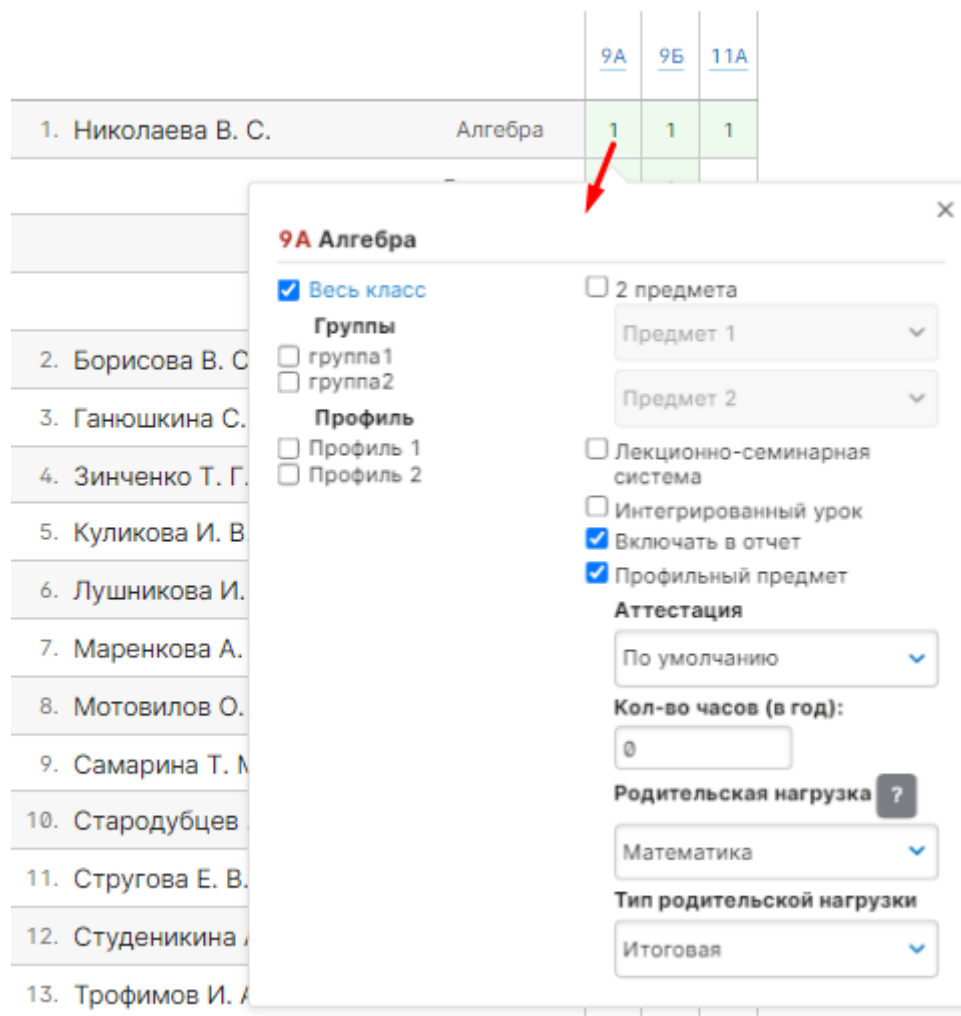 9А 9Б 11А
1. Николаева В. С. Алгебра 1 1 1
9А Алгебра
Весь класс
Группы
группа1
группа2
Профиль
Профиль 1
Профиль 2
2 предмета
Предмет 1
Предмет 2
Лекционно-семинарная
система
Интегрированный урок
Включать в отчет
Профильный предмет
Аттестация
По умолчанию
Кол-во часов (в год):
0
Родительская нагрузка ?
Математика
Тип родительской нагрузки
Итоговая
2. Борисова В. С
3. Ганюшкина С.
4. Зинченко Т. Г.
5. Куликова И. В.
6. Лушникова И.
7. Маренкова А.
8. Мотовилов О.
9. Самарина Т. М
10. Стародубцев
11. Стругова Е. В.
12. Студеникина
13. Трофимов И. А